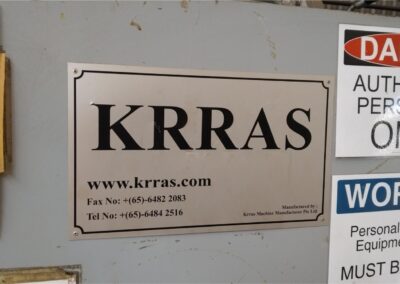 KRRAS
www.krras.com
Fax No: +(65)-6482 2083
Tel No: +(65)-6484 2516
Manufactured by :
Krras Machine Manufacturer Pte Ltd
DA
AUTH
PERS
ON
WOR
Personal
Equipme
MUST B